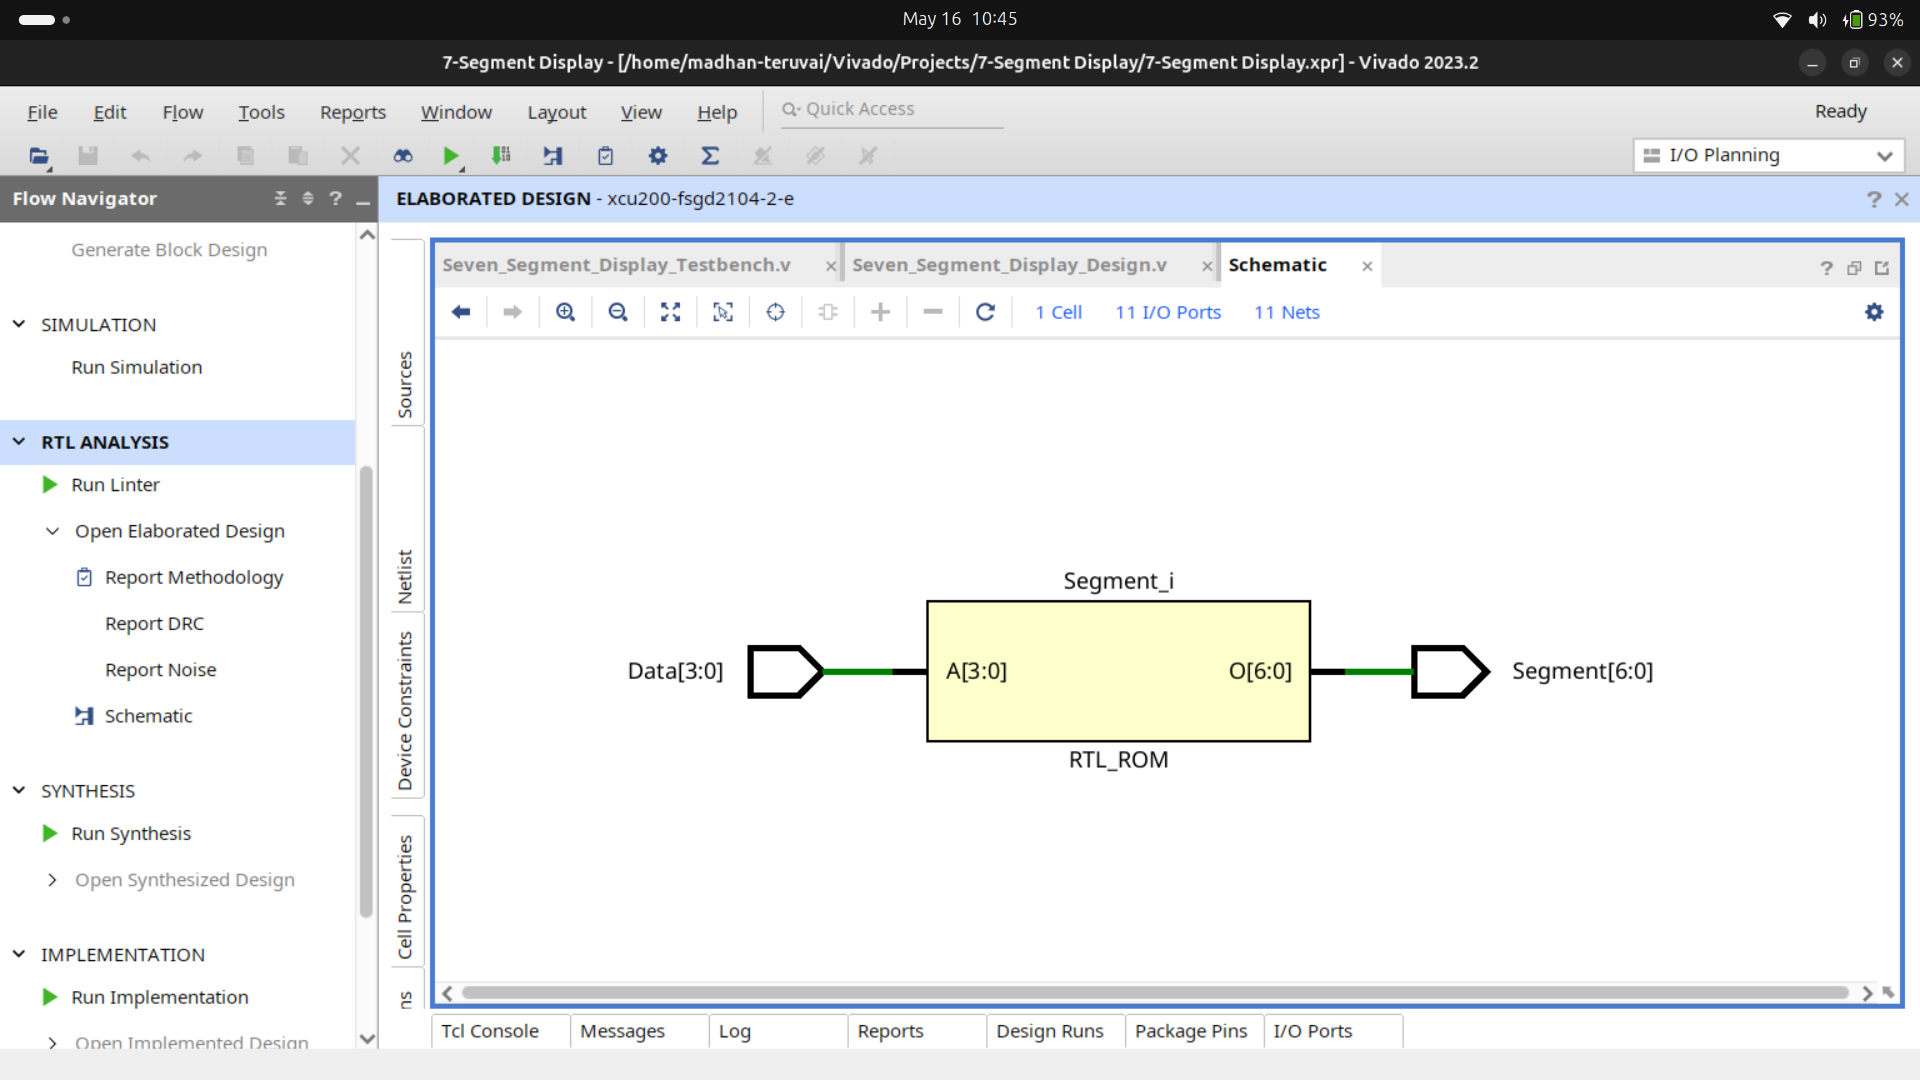 May 16 10:45
93%
7-Segment Display - [/home/madhan-teruvai/Vivado/Projects/7-Segment Display/7-Segment Display.xpr] - Vivado 2023.2
File Edit Flow Tools Reports Window Layout View Help Quick Access Ready
I/O Planning
Flow Navigator
ELABORATED DESIGN - xcu200-fsgd2104-2-e
Generate Block Design
SIMULATION
Run Simulation
RTL ANALYSIS
Run Linter
Open Elaborated Design
Report Methodology
Report DRC
Report Noise
Schematic
SYNTHESIS
Run Synthesis
Open Synthesized Design
IMPLEMENTATION
Run Implementation
Open Implemented Design
Sources
Netlist
Device Constraints
Cell Properties
ns
Seven_Segment_Display_Testbench.v Seven_Segment_Display_Design.v Schematic
1 Cell 11 I/O Ports 11 Nets
Segment_i
Data[3:0] A[3:0] O[6:0] Segment[6:0]
RTL_ROM
Tcl Console Messages Log Reports Design Runs Package Pins I/O Ports